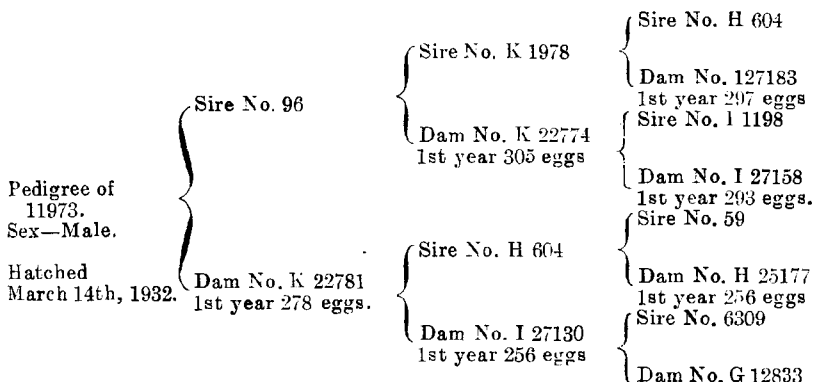 Pedigree of
11973.
Sex—Male.
Hatched
March 14th, 1932.
Sire No. 96
Dam No. K 22781
1st year 278 eggs.
Sire No. K 1978
Dam No. K 22774
1st year 305 eggs
Sire No. H 604
Dam No. I 27130
1st year 256 eggs
Sire No. H 604
Dam No. 127183
1st year 297 eggs
Sire No. I 1198
Dam No. I 27158
1st year 293 eggs.
Sire No. 59
Dam No. H 25177
1st year 256 eggs
Sire No. 6309
Dam No. G 12833